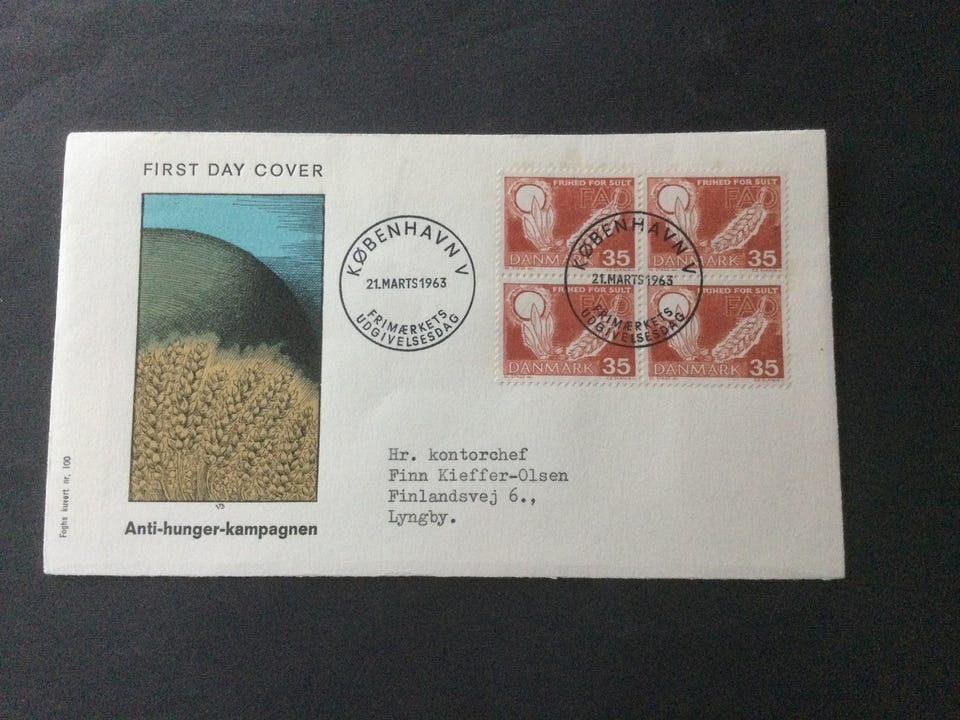 FIRST DAY COVER
KØBENHAVN V
21.MARTS1963
FRIMÆRKETS
UDGIVELSESDAG
FRIHED FOR SULT
FAO
DANMARK 35
FRIHED FOR SULT
FAO
DANMARK 35
KØBENHAVN V
21.MARTS1963
FRIMÆRKETS
UDGIVELSESDAG
FRIHED FOR SULT
FAO
DANMARK 35
FRIHED FOR SULT
FAO
DANMARK 35
Hr. kontorchef
Finn Kieffer-Olsen
Finlandsvej 6.,
Lyngby.
Foghs kuvert nr. 100
Anti-hunger-kampagnen